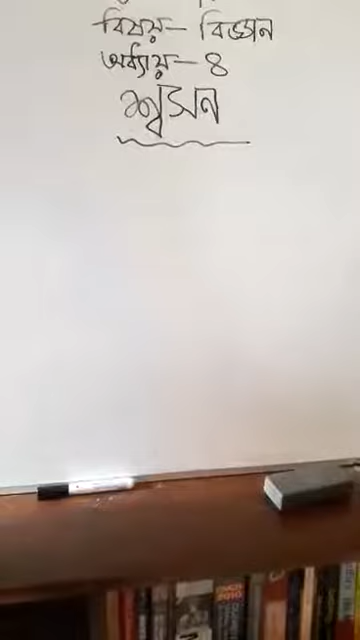 বিষয় – বিজ্ঞান
অধ্যায় – ৪
শ্বসন